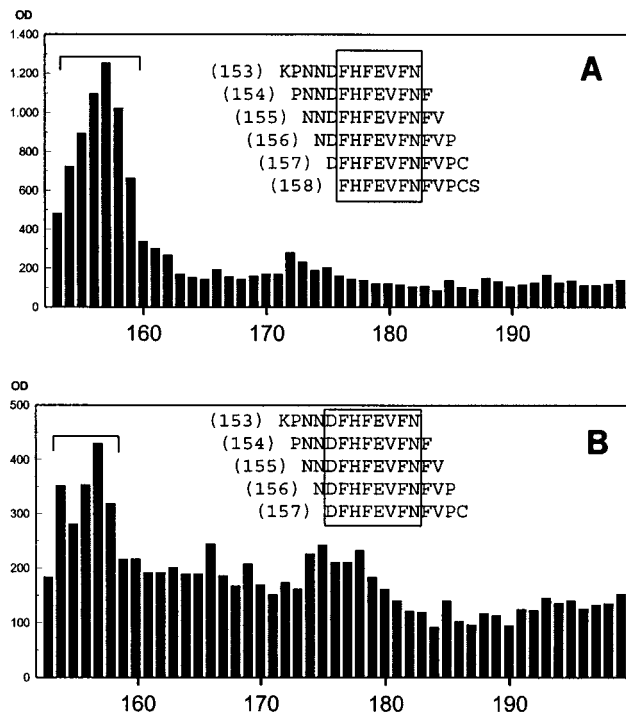 OD
1.400
A
1.200
1.000
800
600
400
200
0
(153) KPNNDFHFEVFN
(154) PNNDFHFEVFNF
(155) NNDFHFEVFNFV
(156) NDFHFEVFNFVP
(157) DFHFEVFNFVPC
(158) FHFEVFNFVPCS
160
170
180
190
OD
500
B
400
300
200
100
0
(153) KPNNDFHFEVFN
(154) PNNDFHFEVFNF
(155) NNDFHFEVFNFV
(156) NDFHFEVFNFVP
(157) DFHFEVFNFVPC
160
170
180
190